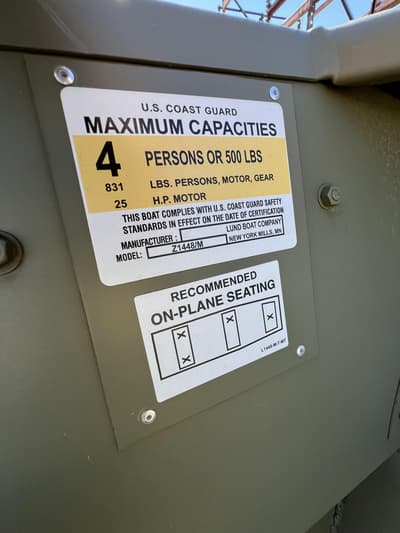 U.S. COAST GUARD
MAXIMUM CAPACITIES
4 PERSONS OR 500 LBS
831 LBS. PERSONS, MOTOR, GEAR
25 H.P. MOTOR
THIS BOAT COMPLIES WITH U.S. COAST GUARD SAFETY
STANDARDS IN EFFECT ON THE DATE OF CERTIFICATION
MANUFACTURER : LUND BOAT COMPANY
NEW YORK MILLS, MN
MODEL: Z1448/M
RECOMMENDED
ON-PLANE SEATING
X X X
X